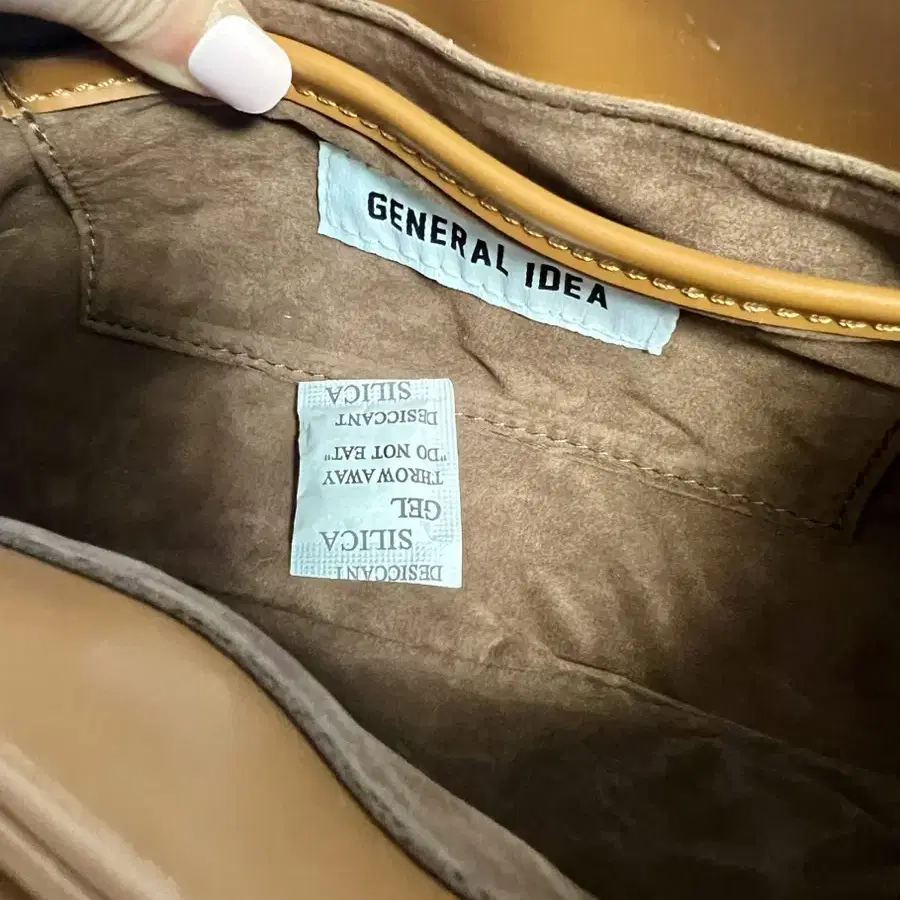 GENERAL IDEA
DESICCANT
SILICA
GEL
THROW AWAY
"DO NOT EAT"
DESICCANT
SILICA